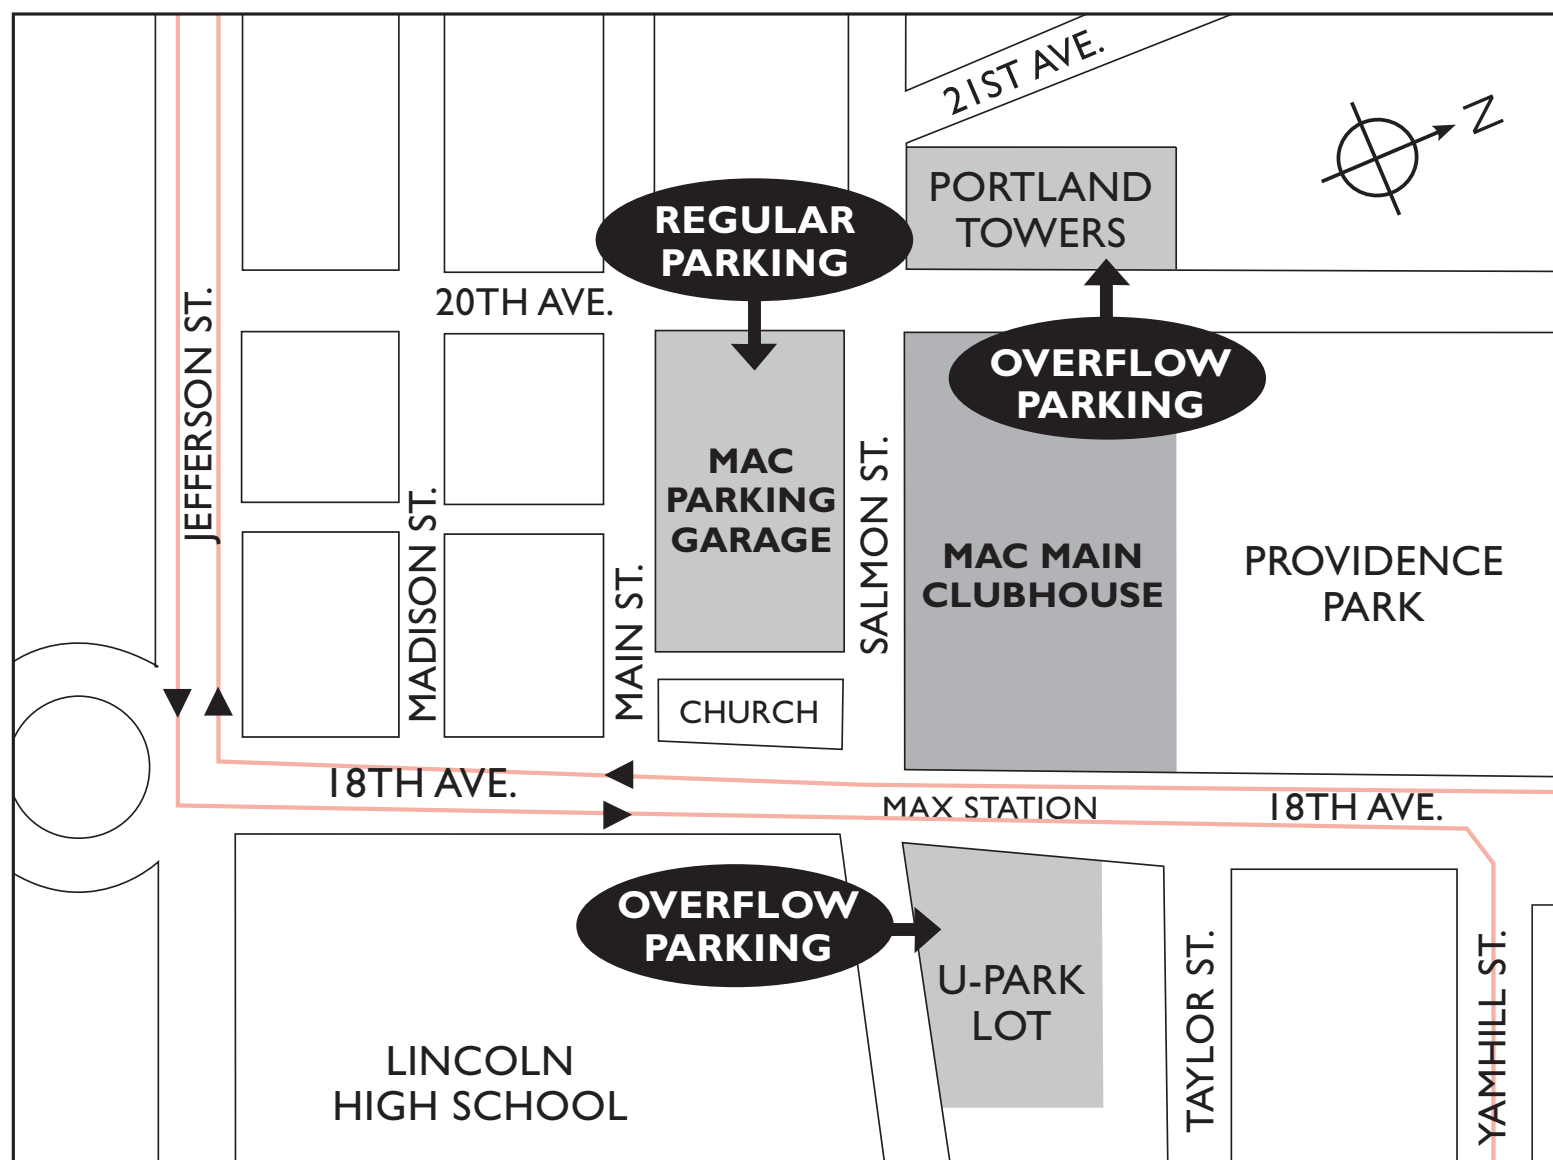 21ST AVE.
N
PORTLAND
TOWERS
REGULAR
PARKING
20TH AVE.
JEFFERSON ST.
OVERFLOW
PARKING
MAC
PARKING
GARAGE
SALMON ST.
MADISON ST.
MAIN ST.
MAC MAIN
CLUBHOUSE
PROVIDENCE
PARK
CHURCH
18TH AVE.
MAX STATION
18TH AVE.
OVERFLOW
PARKING
U-PARK
LOT
TAYLOR ST.
YAMHILL ST.
LINCOLN
HIGH SCHOOL